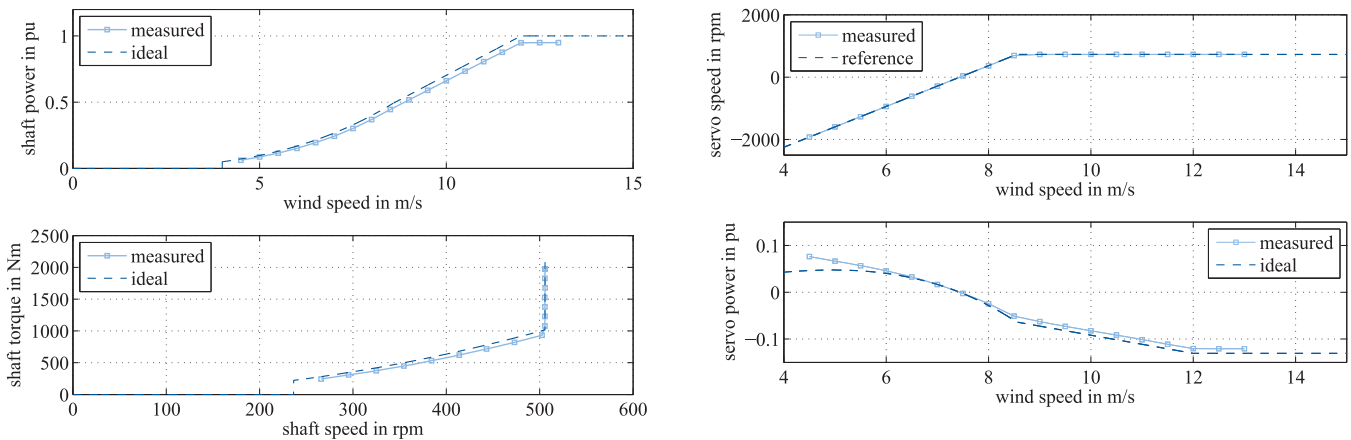 shaft power in pu
1
0.5
0
measured
ideal
0
5
10
15
wind speed in m/s
servo speed in rpm
2000
0
−2000
measured
reference
4
6
8
10
12
14
wind speed in m/s
shaft torque in Nm
2500
2000
1500
1000
500
0
measured
ideal
0
100
200
300
400
500
600
shaft speed in rpm
servo power in pu
0.1
0
−0.1
measured
ideal
4
6
8
10
12
14
wind speed in m/s